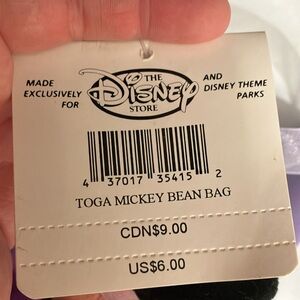 MADE EXCLUSIVELY FOR
THE
Disney
STORE
AND DISNEY THEME PARKS
4 37017 35415 2
TOGA MICKEY BEAN BAG
CDN$9.00
US$6.00